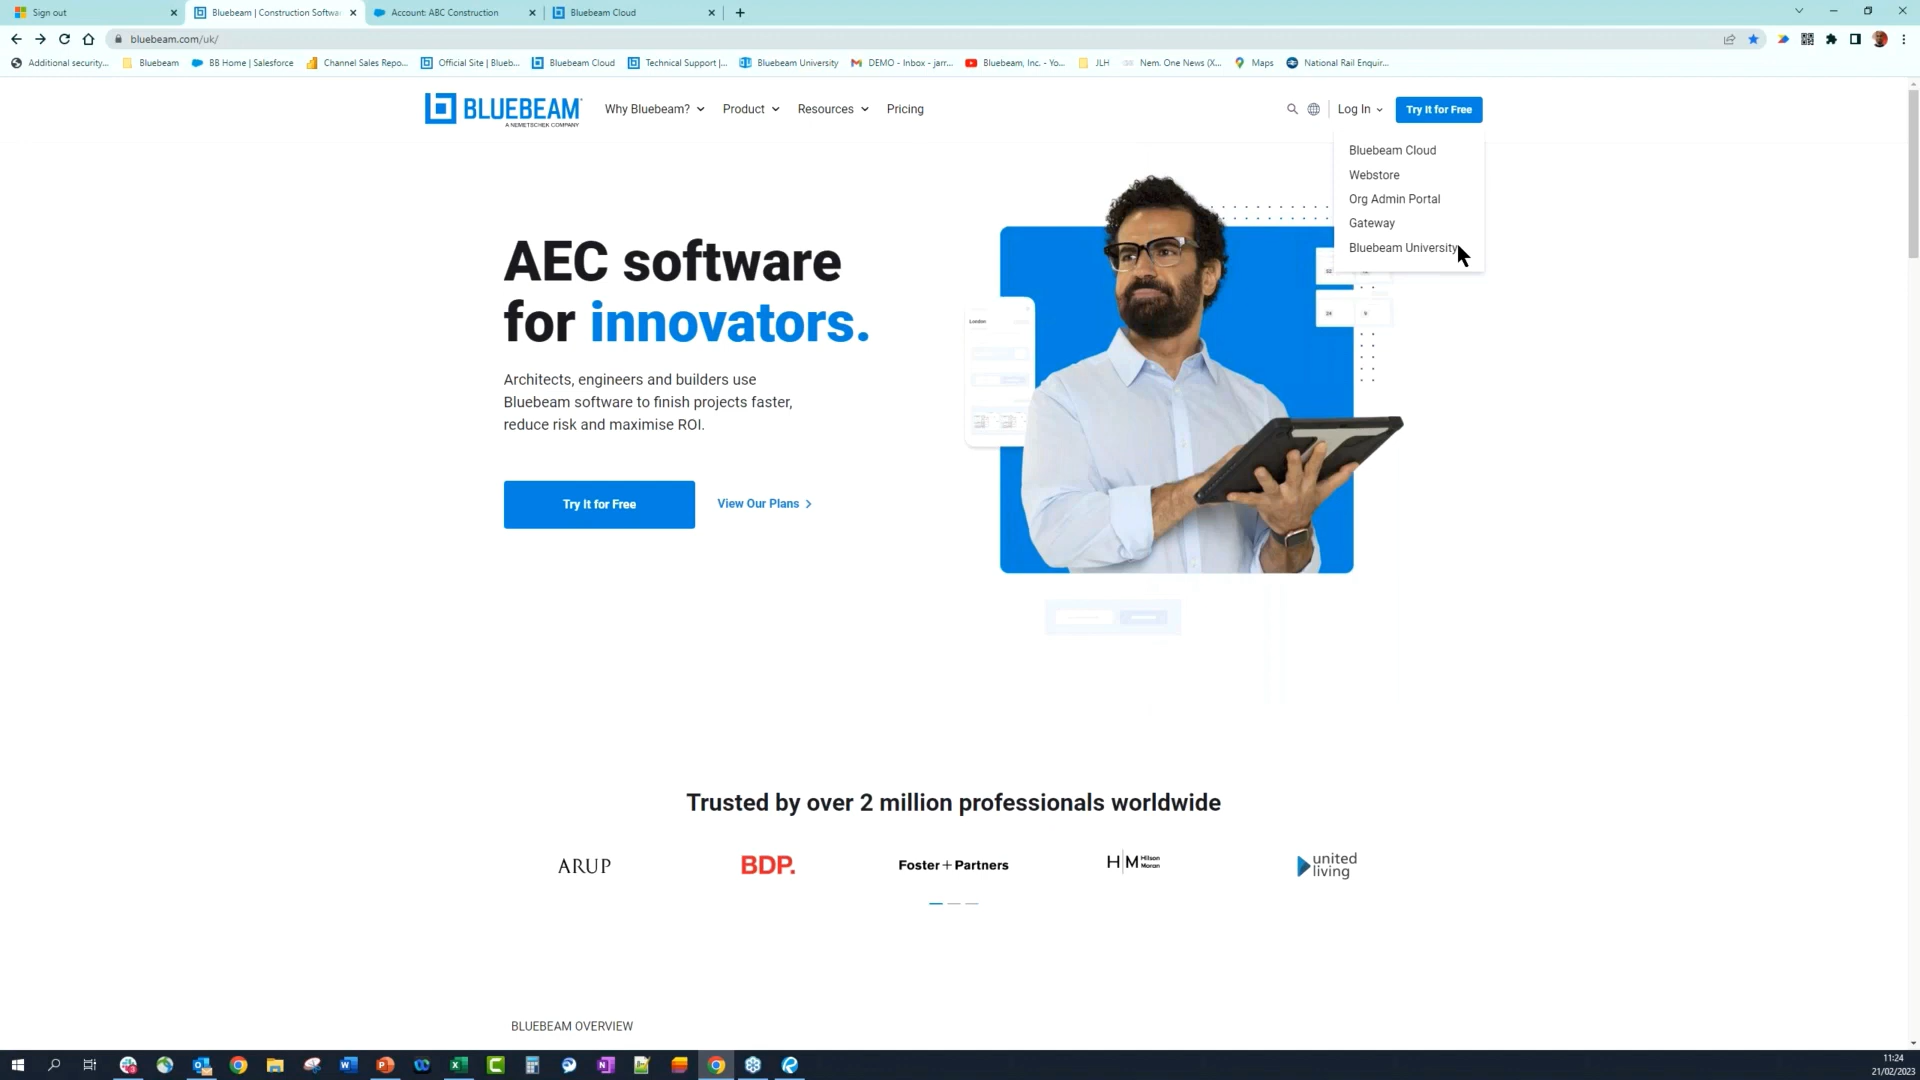 Sign out
Bluebeam | Construction Softwa
Account: ABC Construction
Bluebeam Cloud
bluebeam.com/uk/
Additional security...
Bluebeam
BB Home | Salesforce
Channel Sales Repo...
Official Site | Blueb...
Bluebeam Cloud
Technical Support |...
Bluebeam University
DEMO - Inbox - jarr...
Bluebeam, Inc. - Yo...
JLH
Nem. One News (X...
Maps
National Rail Enquir...
BLUEBEAM
A NEMETSCHEK COMPANY
Why Bluebeam?
Product
Resources
Pricing
Log In
Try It for Free
Bluebeam Cloud
Webstore
Org Admin Portal
Gateway
Bluebeam University
AEC software
for innovators.
Architects, engineers and builders use
Bluebeam software to finish projects faster,
reduce risk and maximise ROI.
Try It for Free
View Our Plans
London
Trusted by over 2 million professionals worldwide
ARUP
BDP.
Foster + Partners
H|M Hilson
Moran
united
living
BLUEBEAM OVERVIEW
11:24
21/02/2023